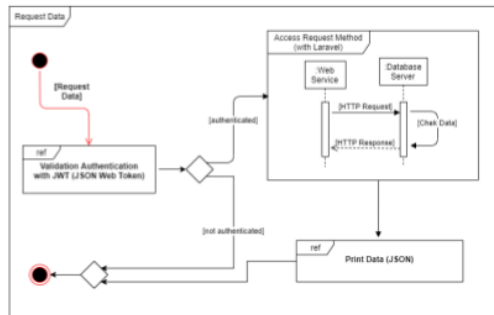 Request Data
[Request
Data]
ref
Validation Authentication
with JWT (JSON Web Token)
[authenticated]
[not authenticated]
Access Request Method
(with Laravel)
:Web
Service
:Database
Server
[HTTP Request]
[Chek Data]
[HTTP Response]
ref
Print Data (JSON)